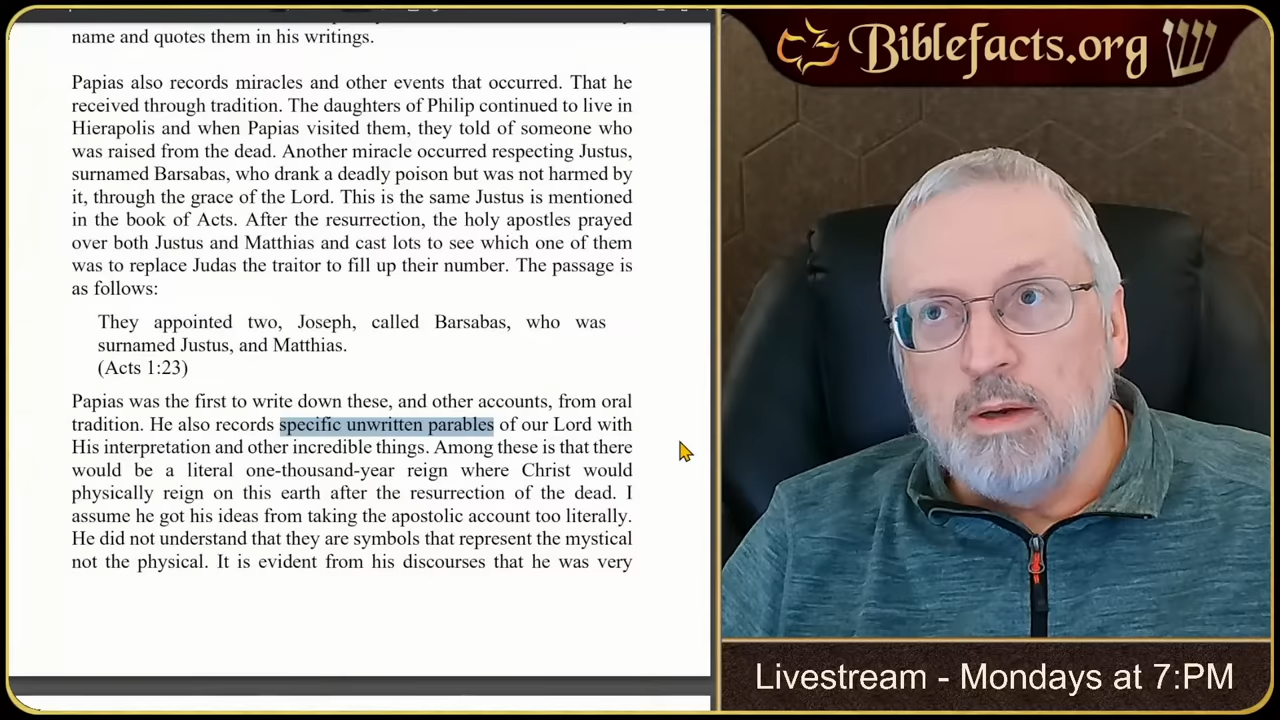 name and quotes them in his writings.
Papias also records miracles and other events that occurred. That he
received through tradition. The daughters of Philip continued to live in
Hierapolis and when Papias visited them, they told of someone who
was raised from the dead. Another miracle occurred respecting Justus,
surnamed Barsabas, who drank a deadly poison but was not harmed by
it, through the grace of the Lord. This is the same Justus is mentioned
in the book of Acts. After the resurrection, the holy apostles prayed
over both Justus and Matthias and cast lots to see which one of them
was to replace Judas the traitor to fill up their number. The passage is
as follows:
They appointed two, Joseph, called Barsabas, who was
surnamed Justus, and Matthias.
(Acts 1:23)
Papias was the first to write down these, and other accounts, from oral
tradition. He also records specific unwritten parables of our Lord with
His interpretation and other incredible things. Among these is that there
would be a literal one-thousand-year reign where Christ would
physically reign on this earth after the resurrection of the dead. I
assume he got his ideas from taking the apostolic account too literally.
He did not understand that they are symbols that represent the mystical
not the physical. It is evident from his discourses that he was very
Biblefacts.org
Livestream - Mondays at 7:PM